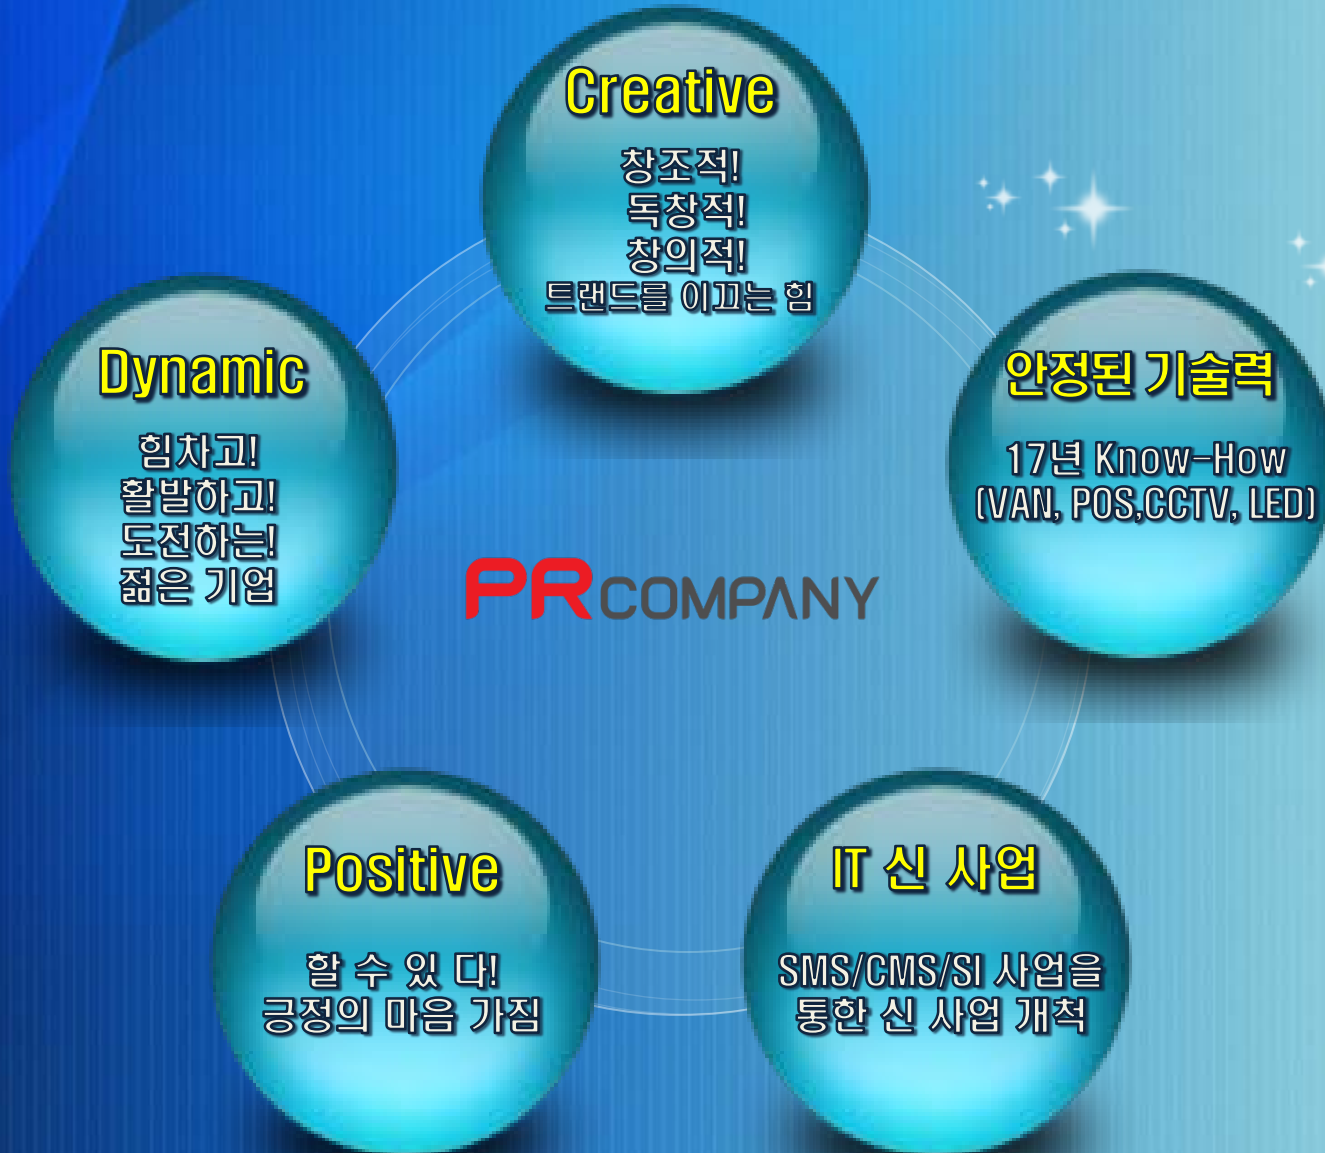 Creative
창조적!
독창적!
창의적!
트랜드를 이끄는 힘
Dynamic
힘차고!
활발하고!
도전하는!
젊은 기업
안정된 기술력
17년 Know-How
(VAN, POS,CCTV, LED)
PR COMPANY
Positive
할 수 있 다!
긍정의 마음 가짐
IT 신 사업
SMS/CMS/SI 사업을
통한 신 사업 개척